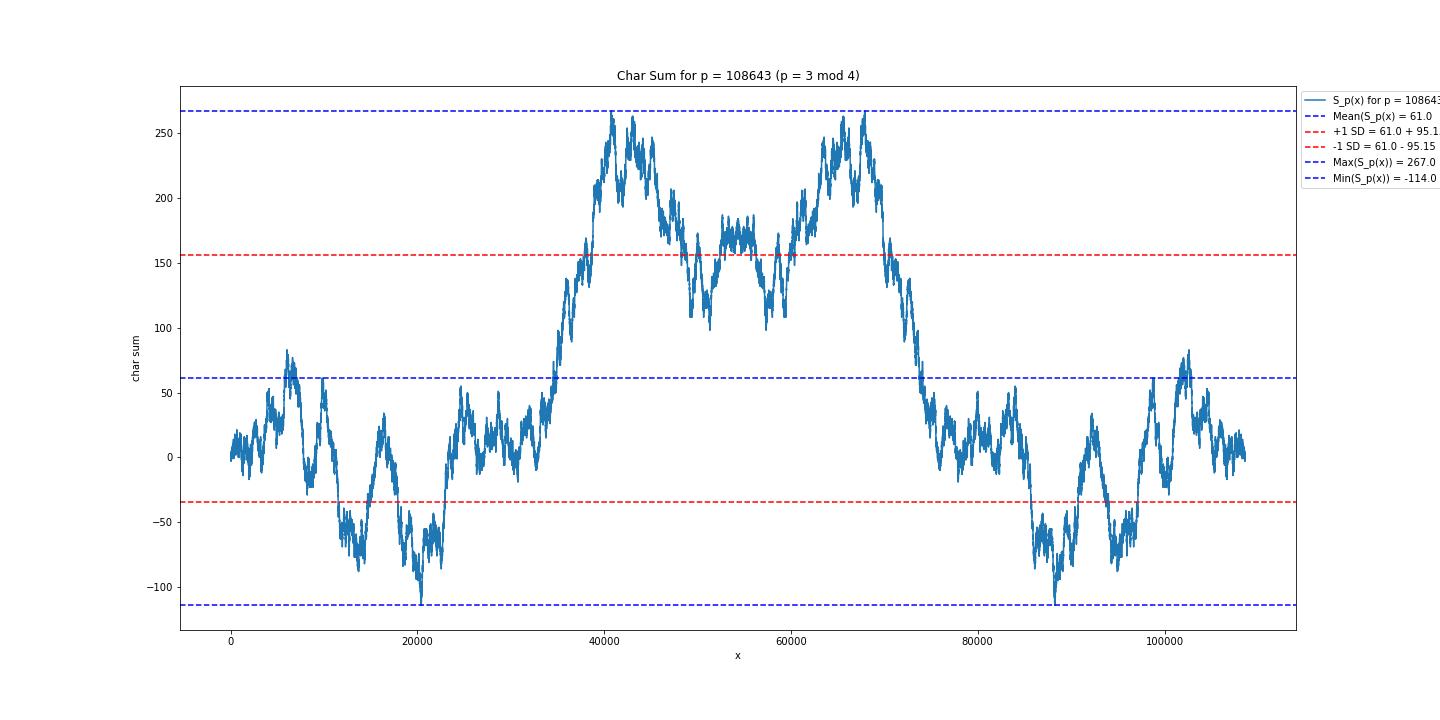 Char Sum for p = 108643 (p = 3 mod 4)
S_p(x) for p = 108643
Mean(S_p(x) = 61.0
+1 SD = 61.0 + 95.1
-1 SD = 61.0 - 95.15
Max(S_p(x)) = 267.0
Min(S_p(x)) = -114.0
char sum
250
200
150
100
50
0
−50
−100
0 20000 40000 60000 80000 100000
x